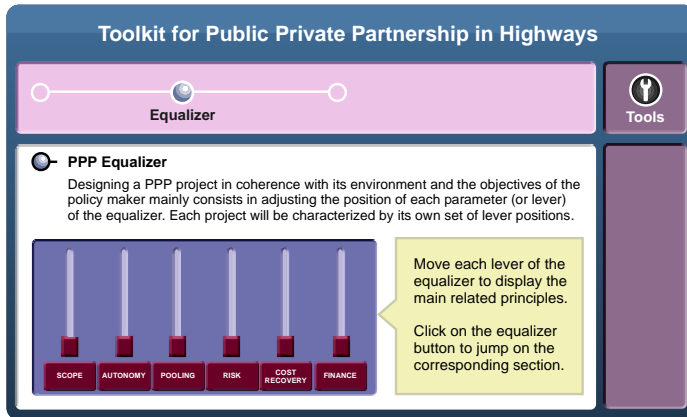 Toolkit for Public Private Partnership in Highways
Equalizer
Tools
PPP Equalizer
Designing a PPP project in coherence with its environment and the objectives of the
policy maker mainly consists in adjusting the position of each parameter (or lever)
of the equalizer. Each project will be characterized by its own set of lever positions.
Move each lever of the
equalizer to display the
main related principles.
Click on the equalizer
button to jump on the
corresponding section.
SCOPE
AUTONOMY
POOLING
RISK
COST
RECOVERY
FINANCE